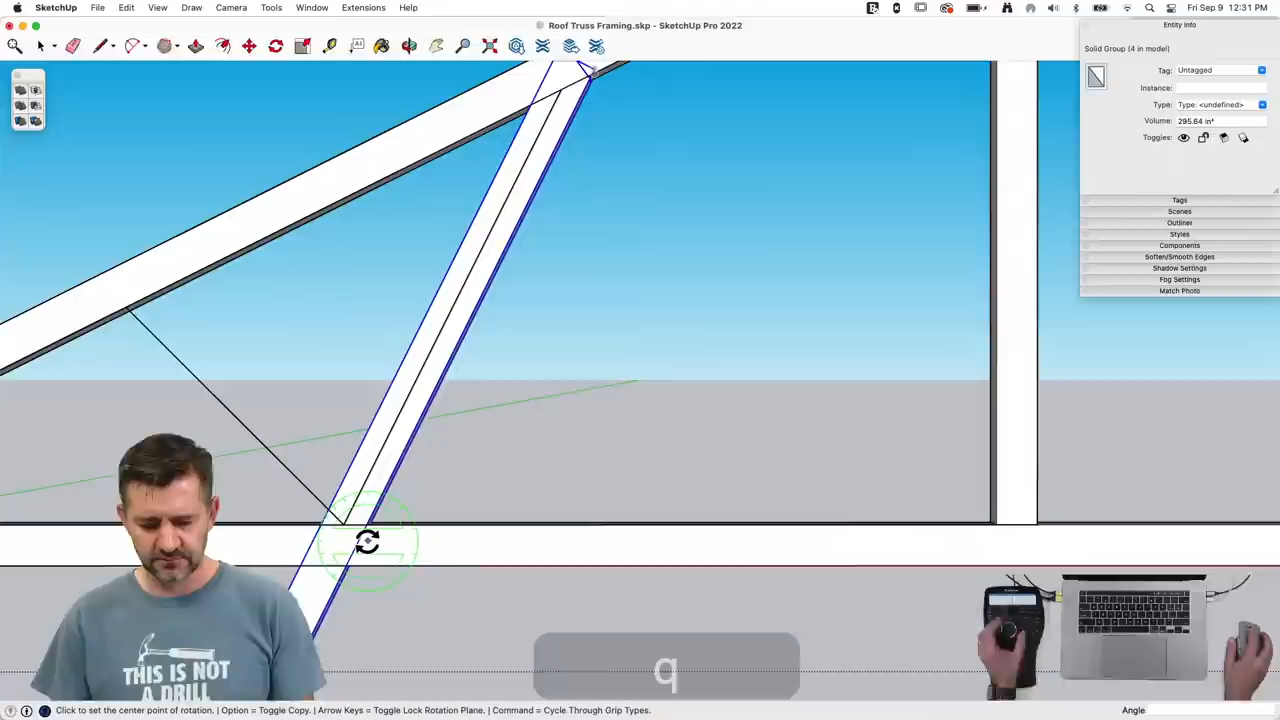 SketchUp File Edit View Draw Camera Tools Window Extensions Help Fri Sep 9 12:31 PM
Roof Truss Framing.skp - SketchUp Pro 2022
Entity Info
Solid Group (4 in model)
Tag: Untagged
Instance:
Type: Type: <undefined>
Volume: 295.64 in³
Toggles:
Tags
Scenes
Outliner
Styles
Components
Soften/Smooth Edges
Shadow Settings
Fog Settings
Match Photo
THIS IS NOT
A DRILL
q
Click to set the center point of rotation. | Option = Toggle Copy. | Arrow Keys = Toggle Lock Rotation Plane. | Command = Cycle Through Grip Types. Angle